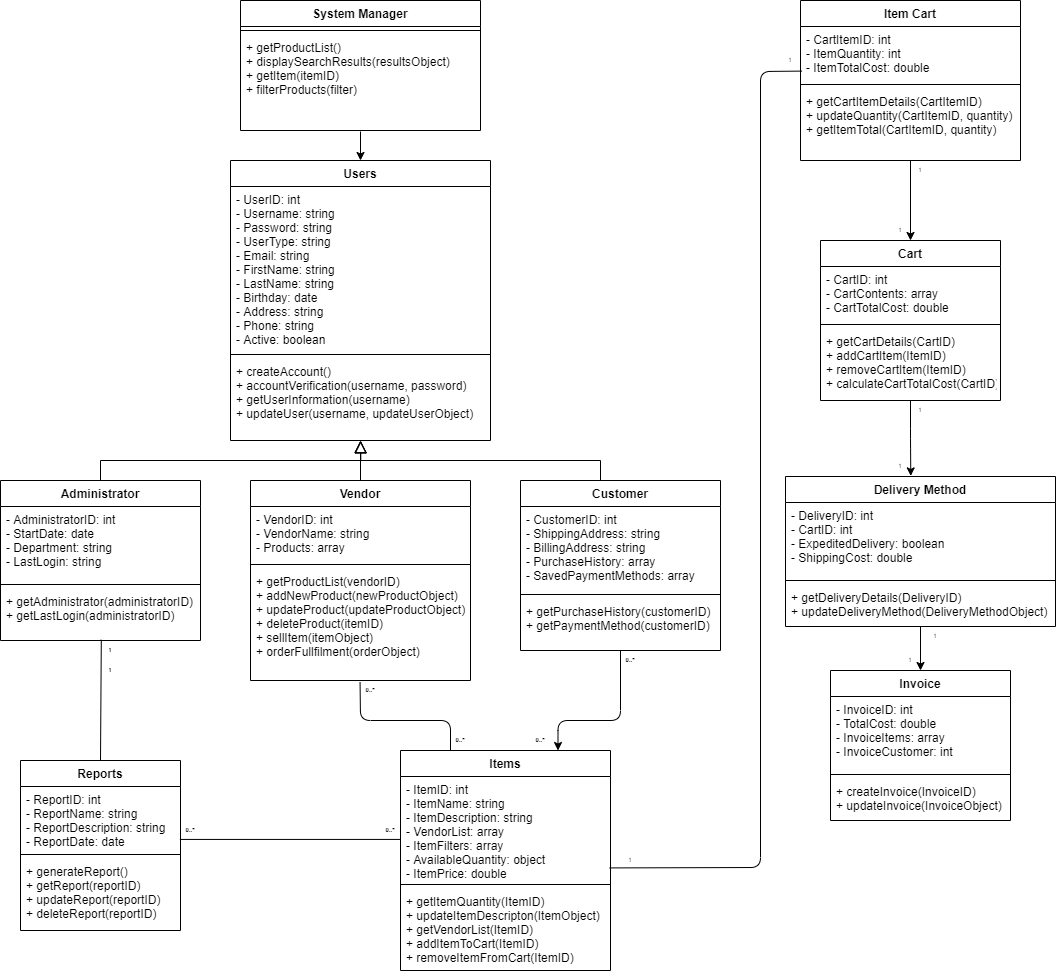 System Manager
+ getProductList()
+ displaySearchResults(resultsObject)
+ getItem(itemID)
+ filterProducts(filter)
Users
- UserID: int
- Username: string
- Password: string
- UserType: string
- Email: string
- FirstName: string
- LastName: string
- Birthday: date
- Address: string
- Phone: string
- Active: boolean
+ createAccount()
+ accountVerification(username, password)
+ getUserInformation(username)
+ updateUser(username, updateUserObject)
Administrator
- AdministratorID: int
- StartDate: date
- Department: string
- LastLogin: string
+ getAdministrator(administratorID)
+ getLastLogin(administratorID)
1
1
Vendor
- VendorID: int
- VendorName: string
- Products: array
+ getProductList(vendorID)
+ addNewProduct(newProductObject)
+ updateProduct(updateProductObject)
+ deleteProduct(itemID)
+ sellItem(itemObject)
+ orderFullfilment(orderObject)
0..*
0..*
Customer
- CustomerID: int
- ShippingAddress: string
- BillingAddress: string
- PurchaseHistory: array
- SavedPaymentMethods: array
+ getPurchaseHistory(customerID)
+ getPaymentMethod(customerID)
0..*
0..*
Reports
- ReportID: int
- ReportName: string
- ReportDescription: string
- ReportDate: date
+ generateReport()
+ getReport(reportID)
+ updateReport(reportID)
+ deleteReport(reportID)
0..*
0..*
Items
- ItemID: int
- ItemName: string
- ItemDescription: string
- VendorList: array
- ItemFilters: array
- AvailableQuantity: object
- ItemPrice: double
+ getItemQuantity(ItemID)
+ updateItemDescripton(ItemObject)
+ getVendorList(ItemID)
+ addItemToCart(ItemID)
+ removeItemFromCart(ItemID)
1
1
Item Cart
- CartItemID: int
- ItemQuantity: int
- ItemTotalCost: double
+ getCartItemDetails(CartItemID)
+ updateQuantity(CartItemID, quantity)
+ getItemTotal(CartItemID, quantity)
1
1
Cart
- CartID: int
- CartContents: array
- CartTotalCost: double
+ getCartDetails(CartID)
+ addCartItem(ItemID)
+ removeCartItem(ItemID)
+ calculateCartTotalCost(CartID)
1
1
Delivery Method
- DeliveryID: int
- CartID: int
- ExpeditedDelivery: boolean
- ShippingCost: double
+ getDeliveryDetails(DeliveryID)
+ updateDeliveryMethod(DeliveryMethodObject)
1
1
Invoice
- InvoiceID: int
- TotalCost: double
- InvoiceItems: array
- InvoiceCustomer: int
+ createInvoice(InvoiceID)
+ updateInvoice(InvoiceObject)